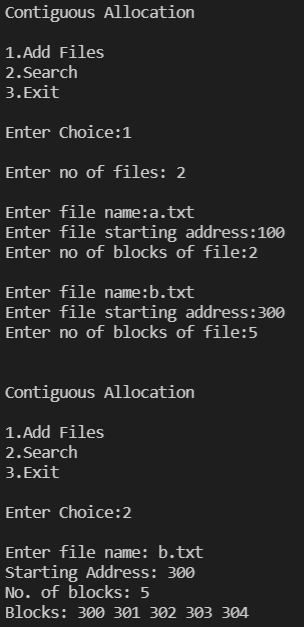 Contiguous Allocation
1.Add Files
2.Search
3.Exit
Enter Choice:1
Enter no of files: 2
Enter file name:a.txt
Enter file starting address:100
Enter no of blocks of file:2
Enter file name:b.txt
Enter file starting address:300
Enter no of blocks of file:5
Contiguous Allocation
1.Add Files
2.Search
3.Exit
Enter Choice:2
Enter file name: b.txt
Starting Address: 300
No. of blocks: 5
Blocks: 300 301 302 303 304